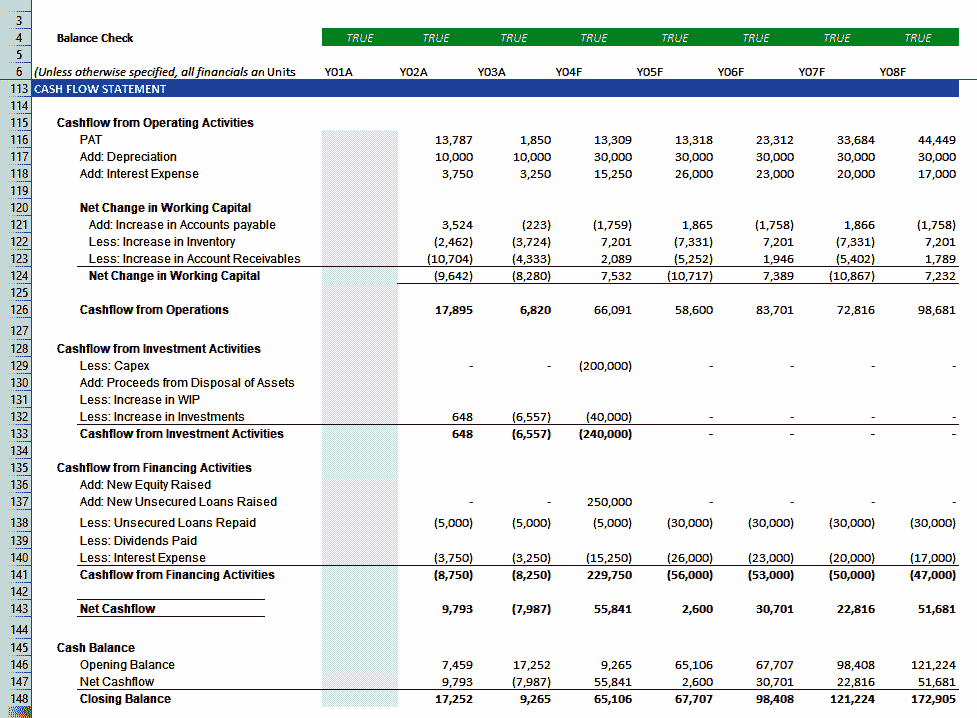 3
4 Balance Check TRUE TRUE TRUE TRUE TRUE TRUE TRUE TRUE
5
6 (Unless otherwise specified, all financials an Units Y01A Y02A Y03A Y04F Y05F Y06F Y07F Y08F
113 CASH FLOW STATEMENT
114
115 Cashflow from Operating Activities
116 PAT 13,787 1,850 13,309 13,318 23,312 33,684 44,449
117 Add: Depreciation 10,000 10,000 30,000 30,000 30,000 30,000 30,000
118 Add: Interest Expense 3,750 3,250 15,250 26,000 23,000 20,000 17,000
119
120 Net Change in Working Capital
121 Add: Increase in Accounts payable 3,524 (223) (1,759) 1,865 (1,758) 1,866 (1,758)
122 Less: Increase in Inventory (2,462) (3,724) 7,201 (7,331) 7,201 (7,331) 7,201
123 Less: Increase in Account Receivables (10,704) (4,333) 2,089 (5,252) 1,946 (5,402) 1,789
124 Net Change in Working Capital (9,642) (8,280) 7,532 (10,717) 7,389 (10,867) 7,232
125
126 Cashflow from Operations 17,895 6,820 66,091 58,600 83,701 72,816 98,681
127
128 Cashflow from Investment Activities
129 Less: Capex - - (200,000) - - - -
130 Add: Proceeds from Disposal of Assets
131 Less: Increase in WIP
132 Less: Increase in Investments 648 (6,557) (40,000) - - - -
133 Cashflow from Investment Activities 648 (6,557) (240,000) - - - -
134
135 Cashflow from Financing Activities
136 Add: New Equity Raised
137 Add: New Unsecured Loans Raised - - 250,000 - - - -
138 Less: Unsecured Loans Repaid (5,000) (5,000) (5,000) (30,000) (30,000) (30,000) (30,000)
139 Less: Dividends Paid
140 Less: Interest Expense (3,750) (3,250) (15,250) (26,000) (23,000) (20,000) (17,000)
141 Cashflow from Financing Activities (8,750) (8,250) 229,750 (56,000) (53,000) (50,000) (47,000)
142
143 Net Cashflow 9,793 (7,987) 55,841 2,600 30,701 22,816 51,681
144
145 Cash Balance
146 Opening Balance 7,459 17,252 9,265 65,106 67,707 98,408 121,224
147 Net Cashflow 9,793 (7,987) 55,841 2,600 30,701 22,816 51,681
148 Closing Balance 17,252 9,265 65,106 67,707 98,408 121,224 172,905